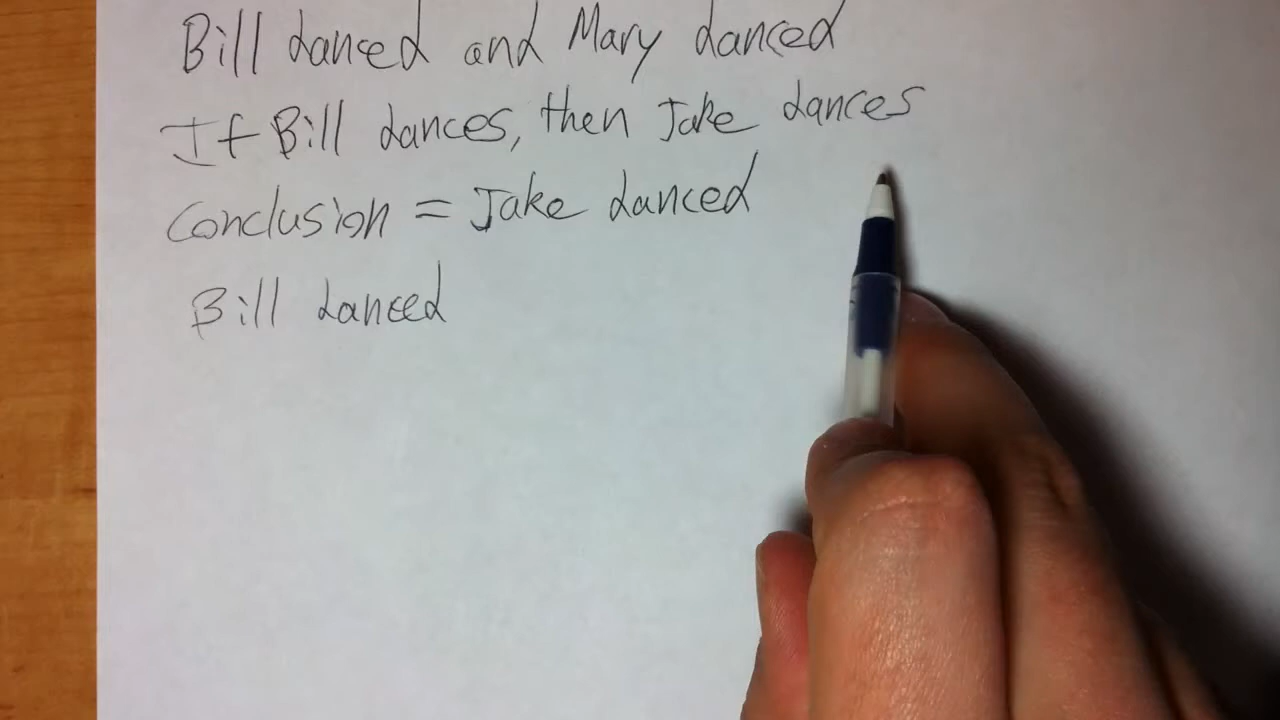 Bill danced and Mary danced
If Bill dances, then Jake dances
Conclusion = Jake danced
Bill danced